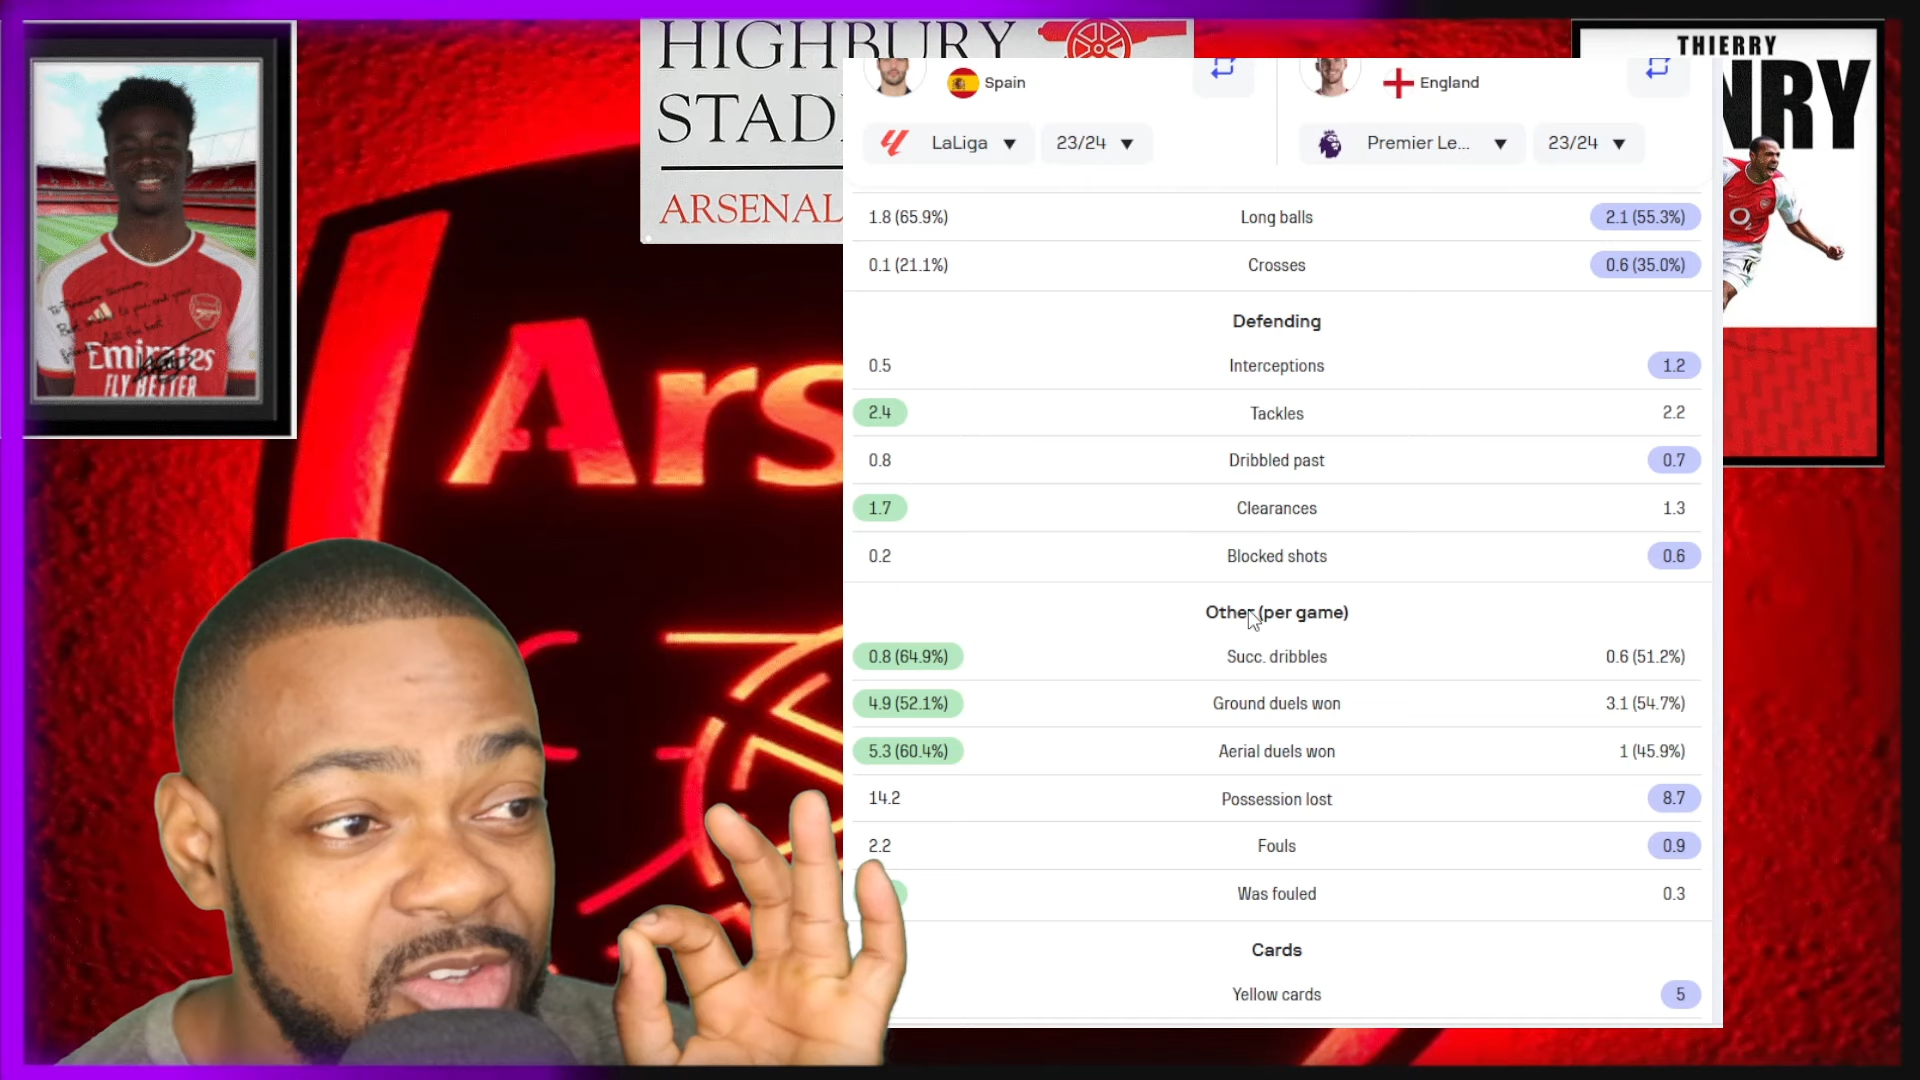 HIGHBURY
STAD
ARSENAL
THIERRY
NRY
Emirates
FLY BETTER
Ars
Spain
England
LaLiga ▼ 23/24 ▼
Premier Le... ▼ 23/24 ▼
1.8 (65.9%) Long balls 2.1 (55.3%)
0.1 (21.1%) Crosses 0.6 (35.0%)
Defending
0.5 Interceptions 1.2
2.4 Tackles 2.2
0.8 Dribbled past 0.7
1.7 Clearances 1.3
0.2 Blocked shots 0.6
Other (per game)
0.8 (64.9%) Succ. dribbles 0.6 (51.2%)
4.9 (52.1%) Ground duels won 3.1 (54.7%)
5.3 (60.4%) Aerial duels won 1 (45.9%)
14.2 Possession lost 8.7
2.2 Fouls 0.9
Was fouled 0.3
Cards
Yellow cards 5